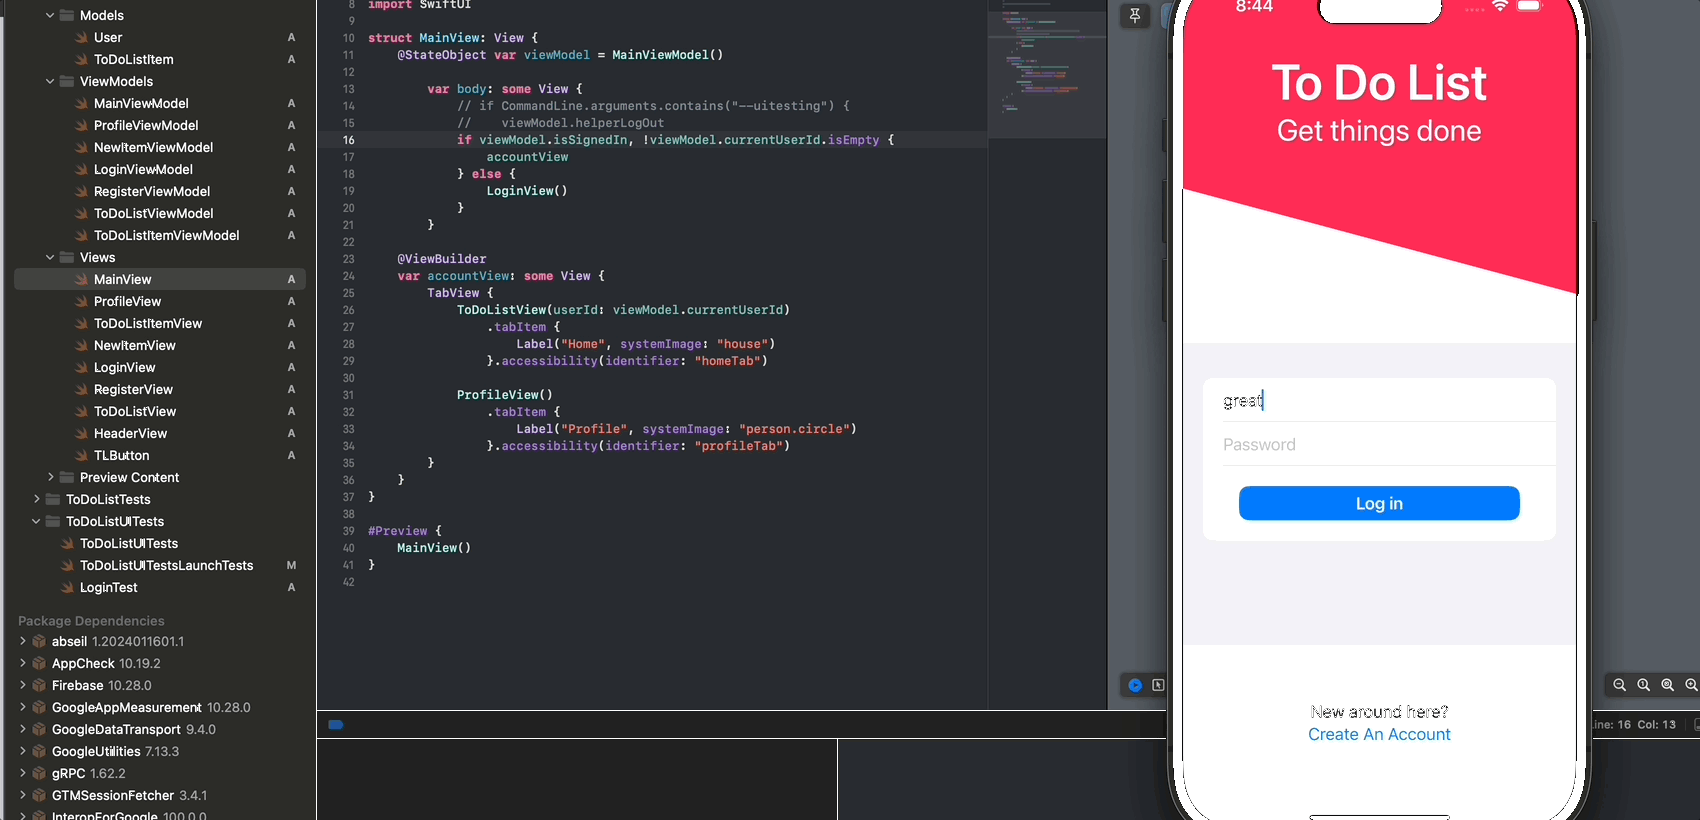 Models
User A
ToDoListItem A
ViewModels
MainViewModel A
ProfileViewModel A
NewItemViewModel A
LoginViewModel A
RegisterViewModel A
ToDoListViewModel A
ToDoListItemViewModel A
Views
MainView A
ProfileView A
ToDoListItemView A
NewItemView A
LoginView A
RegisterView A
ToDoListView A
HeaderView A
TLButton A
Preview Content
ToDoListTests
ToDoListUITests
ToDoListUITests
ToDoListUITestsLaunchTests M
LoginTest A
Package Dependencies
abseil 1.2024011601.1
AppCheck 10.19.2
Firebase 10.28.0
GoogleAppMeasurement 10.28.0
GoogleDataTransport 9.4.0
GoogleUtilities 7.13.3
gRPC 1.62.2
GTMSessionFetcher 3.4.1
InteropForGoogle 100.0.0
8 import SwiftUI
9
10 struct MainView: View {
11 @StateObject var viewModel = MainViewModel()
12
13 var body: some View {
14 // if CommandLine.arguments.contains("--uitesting") {
15 // viewModel.helperLogOut
16 if viewModel.isSignedIn, !viewModel.currentUserId.isEmpty {
17 accountView
18 } else {
19 LoginView()
20 }
21 }
22
23 @ViewBuilder
24 var accountView: some View {
25 TabView {
26 ToDoListView(userId: viewModel.currentUserId)
27 .tabItem {
28 Label("Home", systemImage: "house")
29 }.accessibility(identifier: "homeTab")
30
31 ProfileView()
32 .tabItem {
33 Label("Profile", systemImage: "person.circle")
34 }.accessibility(identifier: "profileTab")
35 }
36 }
37 }
38
39 #Preview {
40 MainView()
41 }
42
8:44
To Do List
Get things done
great
Password
Log in
New around here?
Create An Account
Line: 16 Col: 13